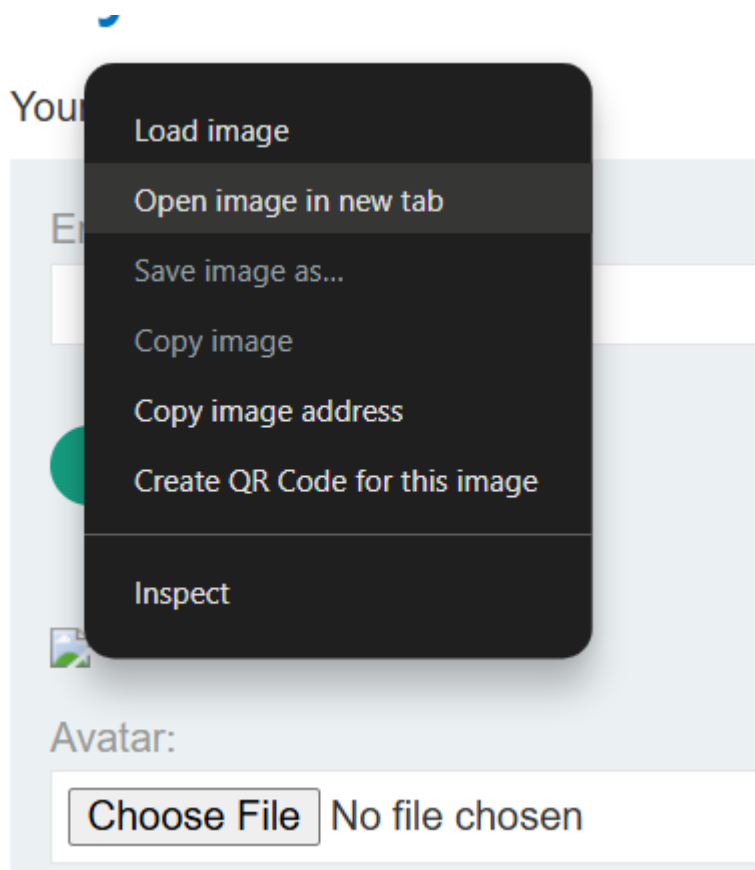 Load image
Open image in new tab
Save image as...
Copy image
Copy image address
Create QR Code for this image
Inspect
Avatar:
Choose File No file chosen